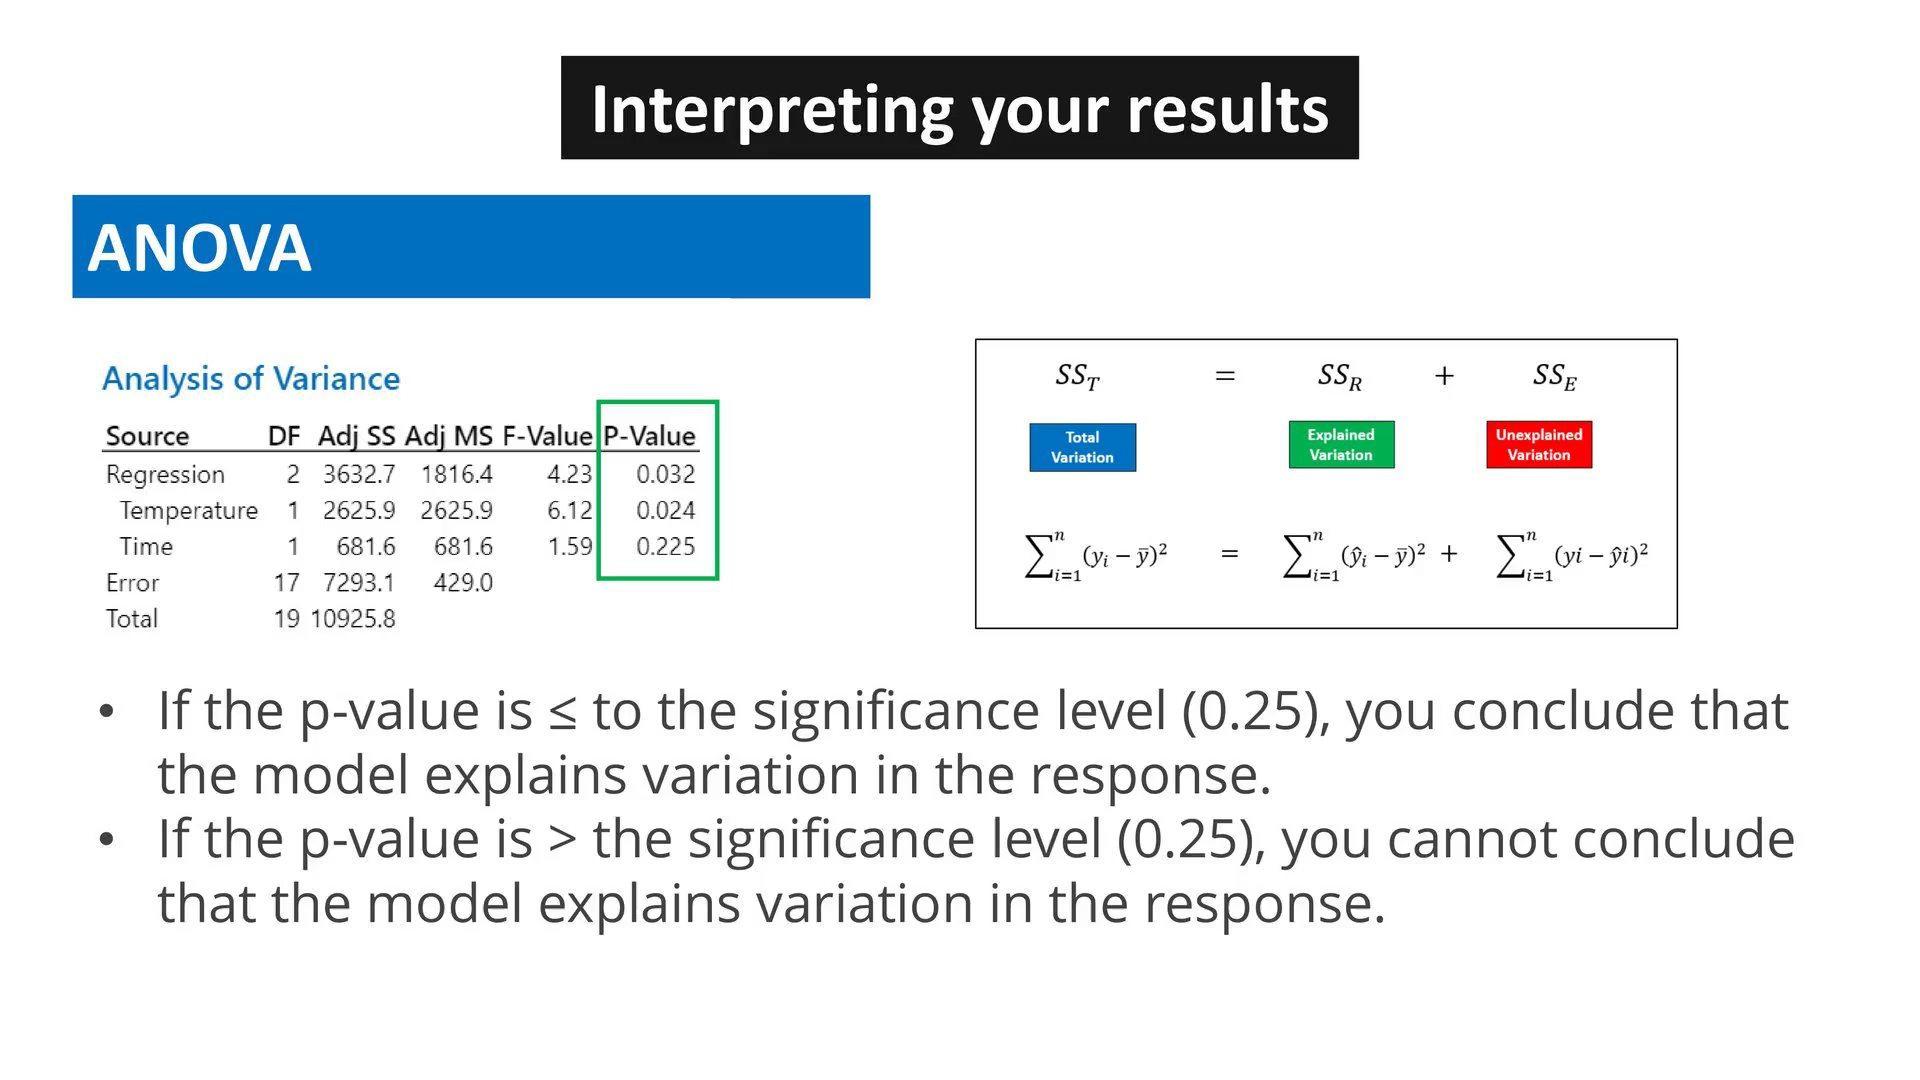 Interpreting your results
ANOVA
Analysis of Variance
Source DF Adj SS Adj MS F-Value P-Value
Regression 2 3632.7 1816.4 4.23 0.032
Temperature 1 2625.9 2625.9 6.12 0.024
Time 1 681.6 681.6 1.59 0.225
Error 17 7293.1 429.0
Total 19 10925.8
SS_T = SS_R + SS_E
Total Variation Explained Variation Unexplained Variation
∑_{i=1}^{n} (y_i − ȳ)² = ∑_{i=1}^{n} (ŷ_i − ȳ)² + ∑_{i=1}^{n} (yi − ŷi)²
• If the p-value is ≤ to the significance level (0.25), you conclude that
the model explains variation in the response.
• If the p-value is > the significance level (0.25), you cannot conclude
that the model explains variation in the response.